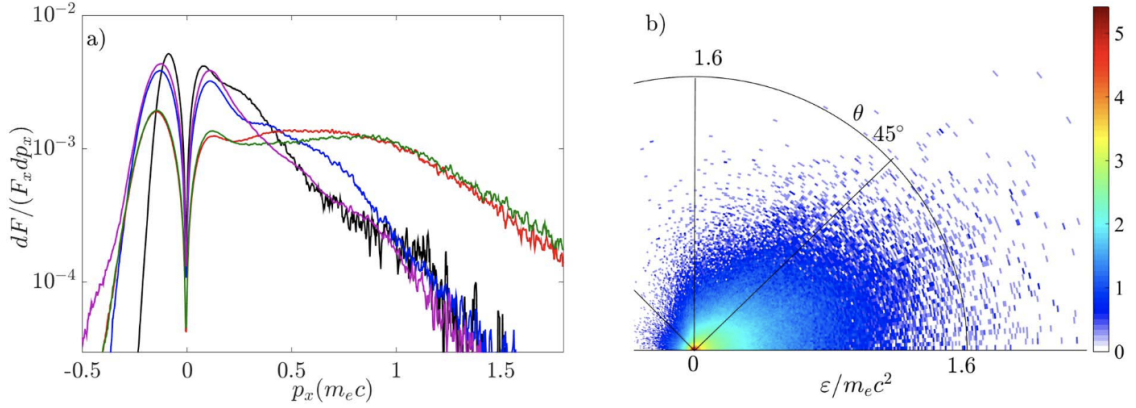 a)
10^{-2}
10^{-3}
10^{-4}
dF/(F_x dp_x)
-0.5 0 0.5 1 1.5
p_x(m_e c)
b)
1.6
θ
45°
0 1.6
ε/m_e c^2
5
4
3
2
1
0